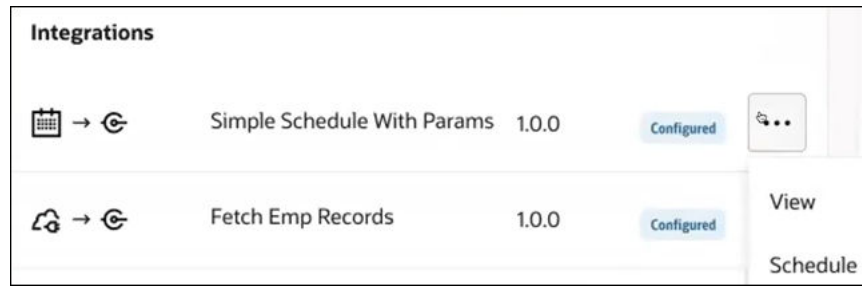 Integrations
Simple Schedule With Params 1.0.0 Configured
View
Fetch Emp Records 1.0.0 Configured
Schedule